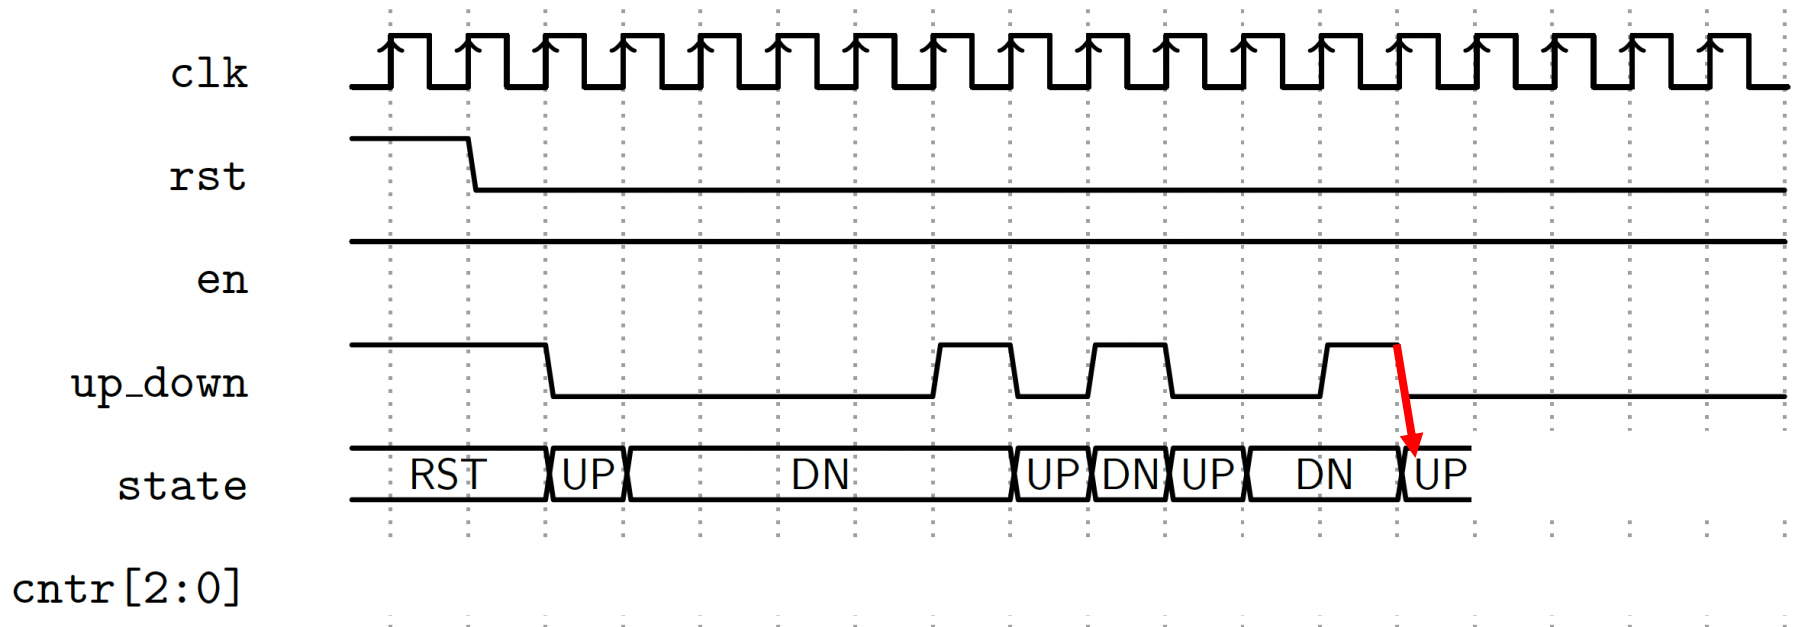 clk
rst
en
up_down
state RST UP DN UP DN UP DN UP
cntr[2:0]